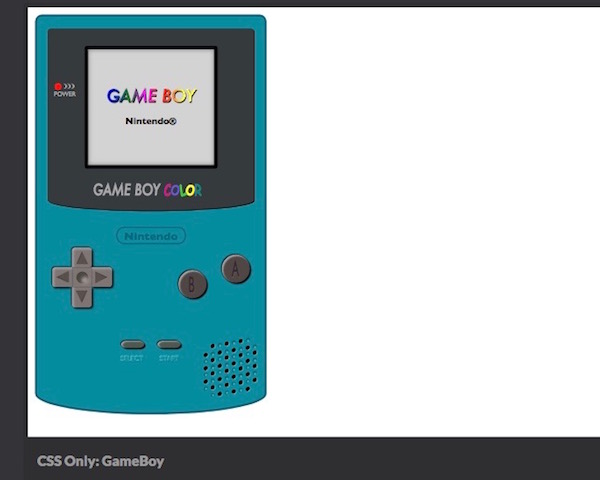 GAME BOY
POWER
Nintendo®
GAME BOY COLOR
Nintendo
A
B
SELECT START
CSS Only: GameBoy